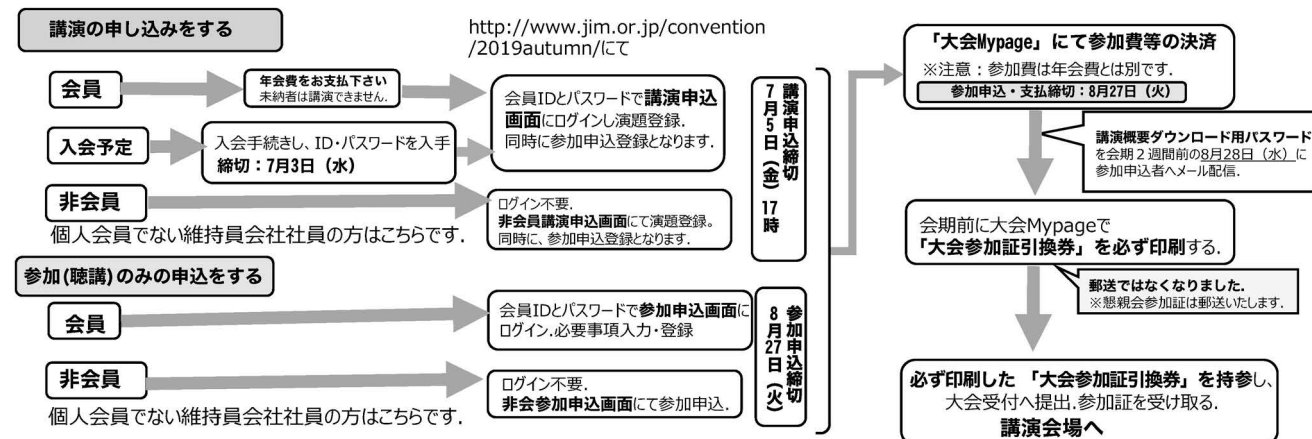 講演の申し込みをする
http://www.jim.or.jp/convention
/2019autumn/にて
会員
年会費をお支払下さい
未納者は講演できません.
会員IDとパスワードで講演申込
画面にログインし演題登録.
同時に参加申込登録となります.
入会予定
入会手続きし、ID・パスワードを入手
締切：7月3日（水）
非会員
ログイン不要.
非会員講演申込画面にて演題登録。
同時に、参加申込登録となります.
個人会員でない維持員会社社員の方はこちらです.
講演申込締切
7月5日（金）17時
参加(聴講)のみの申込をする
会員
会員IDとパスワードで参加申込画面に
ログイン.必要事項入力・登録
非会員
ログイン不要.
非会参加申込画面にて参加申込.
個人会員でない維持員会社社員の方はこちらです.
参加申込締切
8月27日（火）
「大会Mypage」にて参加費等の決済
※注意：参加費は年会費とは別です.
参加申込・支払締切：8月27日（火）
講演概要ダウンロード用パスワード
を会期２週間前の8月28日（水）に
参加申込者へメール配信.
会期前に大会Mypageで
「大会参加証引換券」を必ず印刷する.
郵送ではなくなりました.
※懇親会参加証は郵送いたします.
必ず印刷した 「大会参加証引換券」を持参し、
大会受付へ提出.参加証を受け取る.
講演会場へ